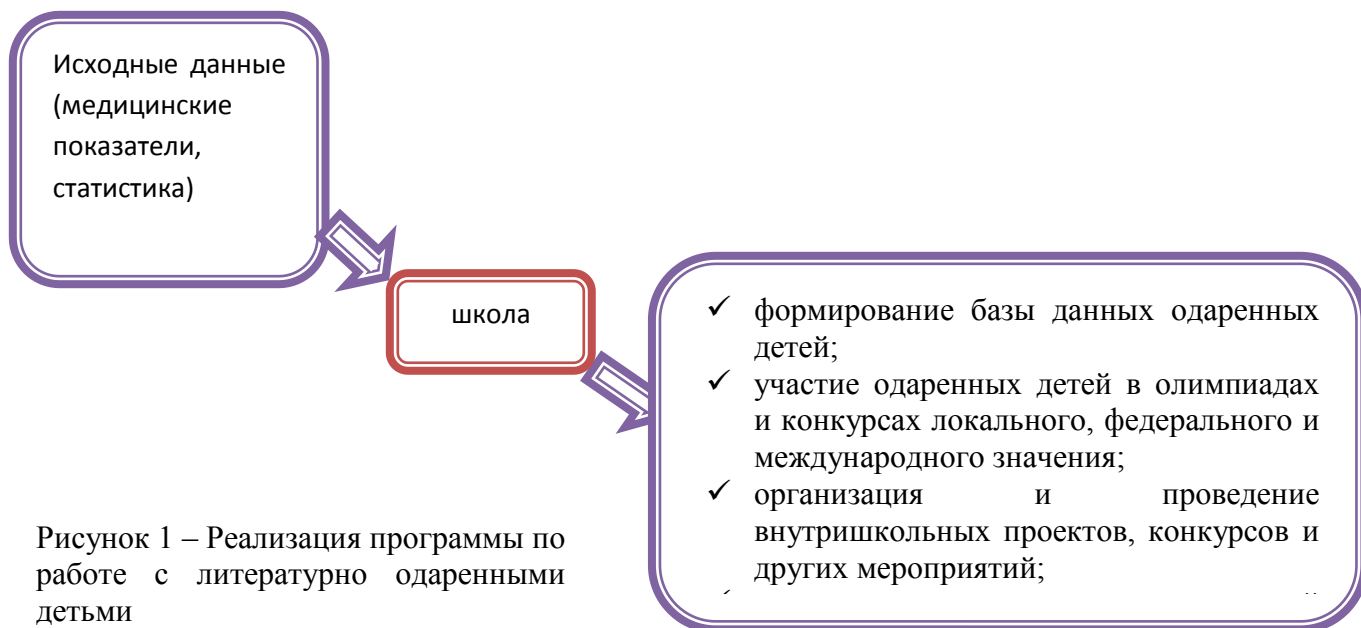 Исходные данные
(медицинские
показатели,
статистика)
школа
✓ формирование базы данных одаренных
детей;
✓ участие одаренных детей в олимпиадах
и конкурсах локального, федерального и
международного значения;
✓ организация и проведение
внутришкольных проектов, конкурсов и
других мероприятий;
Рисунок 1 – Реализация программы по
работе с литературно одаренными
детьми